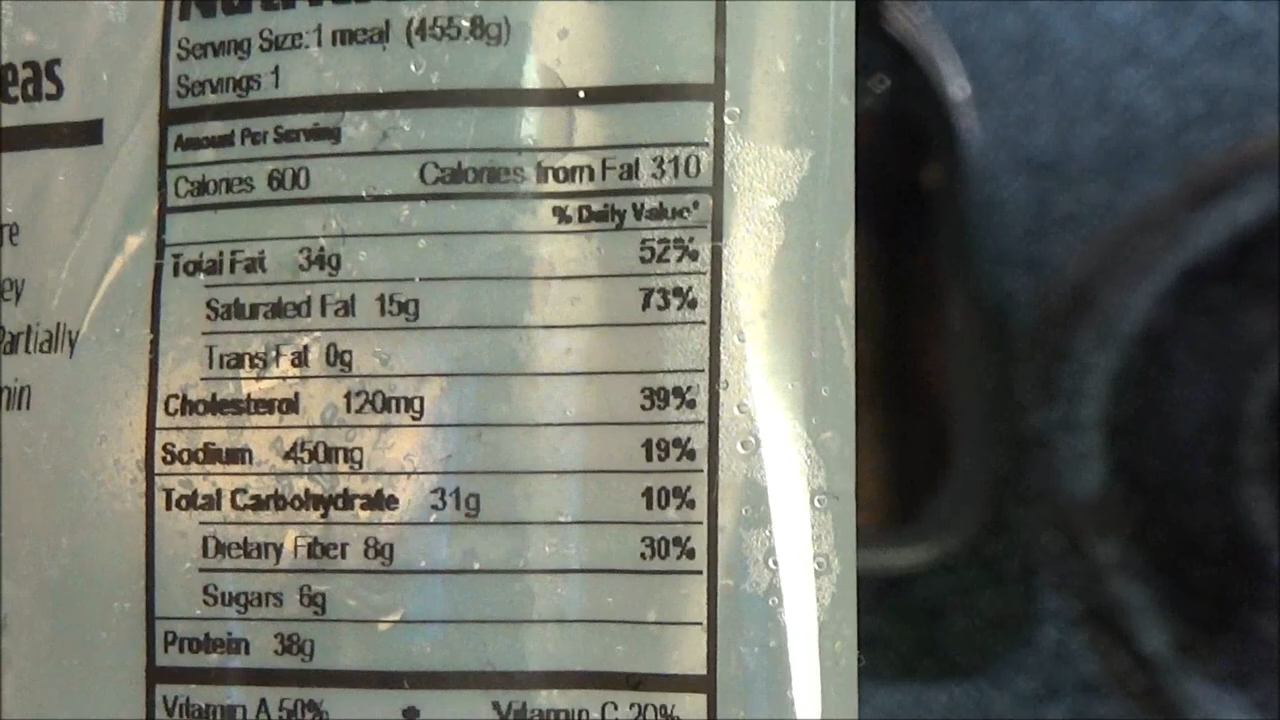 eas
re
ey
Partially
min
Serving Size:1 meal (455.8g)
Servings 1
Amount Per Serving
Calories 600 Calories from Fat 310
% Daily Value*
Total Fat 34g 52%
Saturated Fat 15g 73%
Trans Fat 0g
Cholesterol 120mg 39%
Sodium 450mg 19%
Total Carbohydrate 31g 10%
Dietary Fiber 8g 30%
Sugars 6g
Protein 38g
Vitamin A 50% • Vitamin C 20%